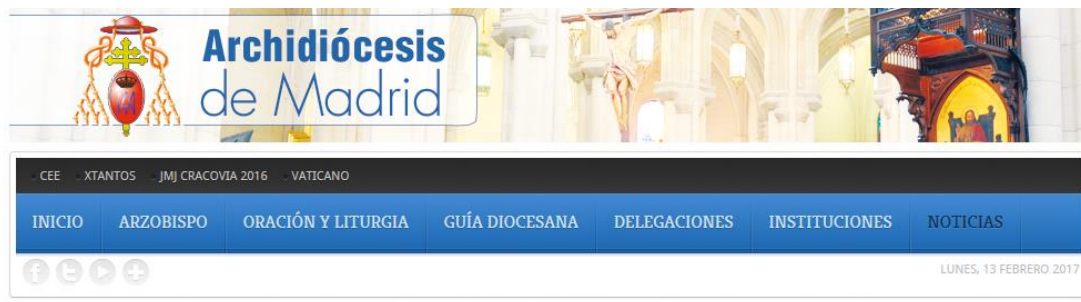 Archidiócesis
de Madrid
CEE XTANTOS JMJ CRACOVIA 2016 VATICANO
INICIO ARZOBISPO ORACIÓN Y LITURGIA GUÍA DIOCESANA DELEGACIONES INSTITUCIONES NOTICIAS
LUNES, 13 FEBRERO 2017